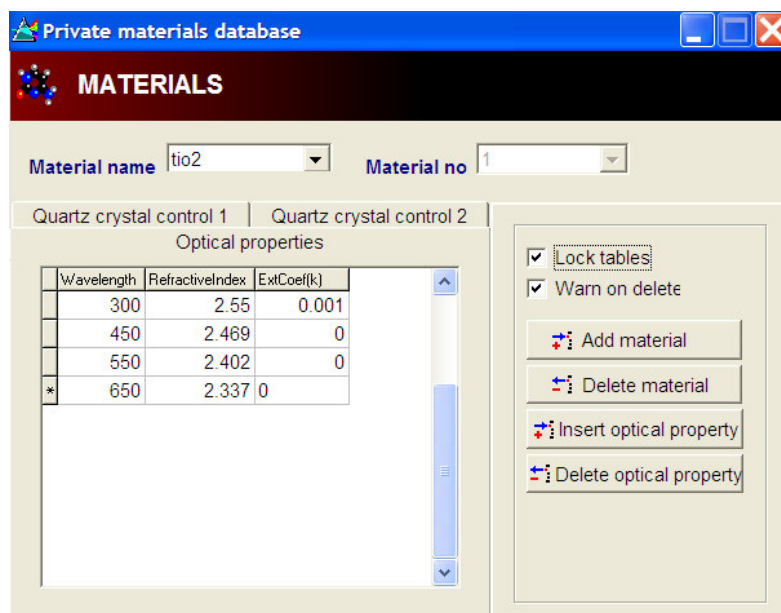 Private materials database
MATERIALS
Material name tio2 Material no 1
Quartz crystal control 1 Quartz crystal control 2
Optical properties
Wavelength RefractiveIndex ExtCoef(k)
300 2.55 0.001
450 2.469 0
550 2.402 0
* 650 2.337 0
Lock tables
Warn on delete
Add material
Delete material
Insert optical property
Delete optical property